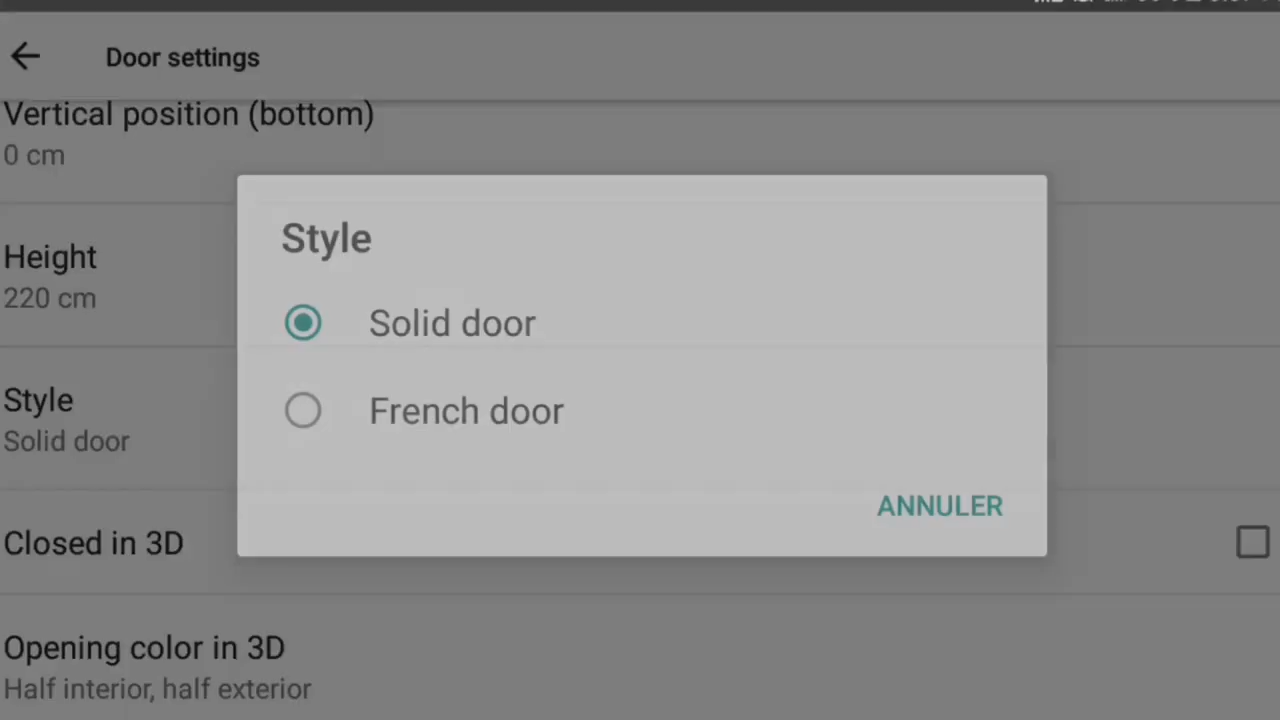 Door settings
Vertical position (bottom)
0 cm
Height
220 cm
Style
Solid door
Closed in 3D
Opening color in 3D
Half interior, half exterior
Style
Solid door
French door
ANNULER